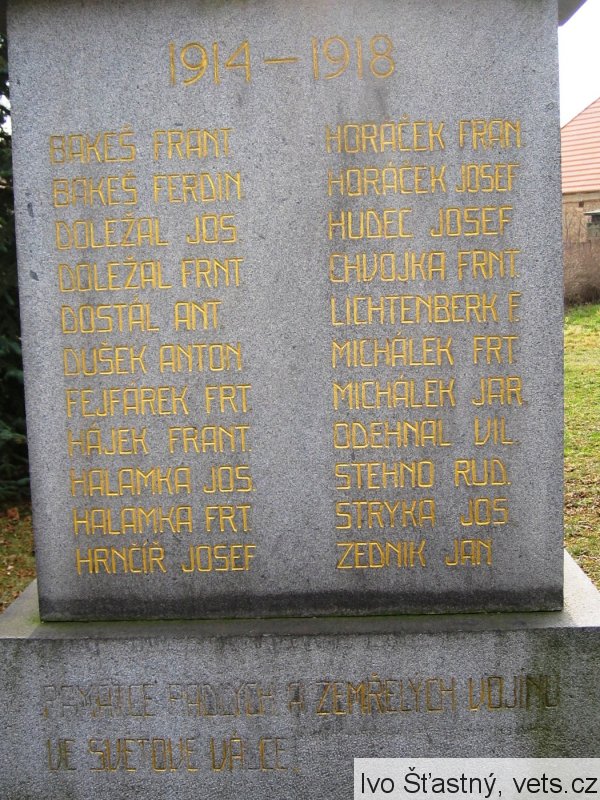 1914 – 1918
BAKEŠ FRANT.
BAKEŠ FERDIN.
DOLEŽAL JOS.
DOLEŽAL FRNT.
DOSTÁL ANT.
DUŠEK ANTON.
FEJFÁREK FRT.
HÁJEK FRANT.
HALAMKA JOS.
HALAMKA FRT.
HRNČÍŘ JOSEF
HORÁČEK FRAN.
HORÁČEK JOSEF
HUDEC JOSEF
CHVOJKA FRNT.
LICHTENBERK F.
MICHÁLEK FRT.
MICHÁLEK JAR.
ODEHNAL VIL.
STEHNO RUD.
STRYKA JOS.
ZEDNIK JAN
PAMÁTCE PADLÝCH A ZEMŘELÝCH VOJÍNŮ
VE SVĚTOVÉ VÁLCE.
Ivo Šťastný, vets.cz